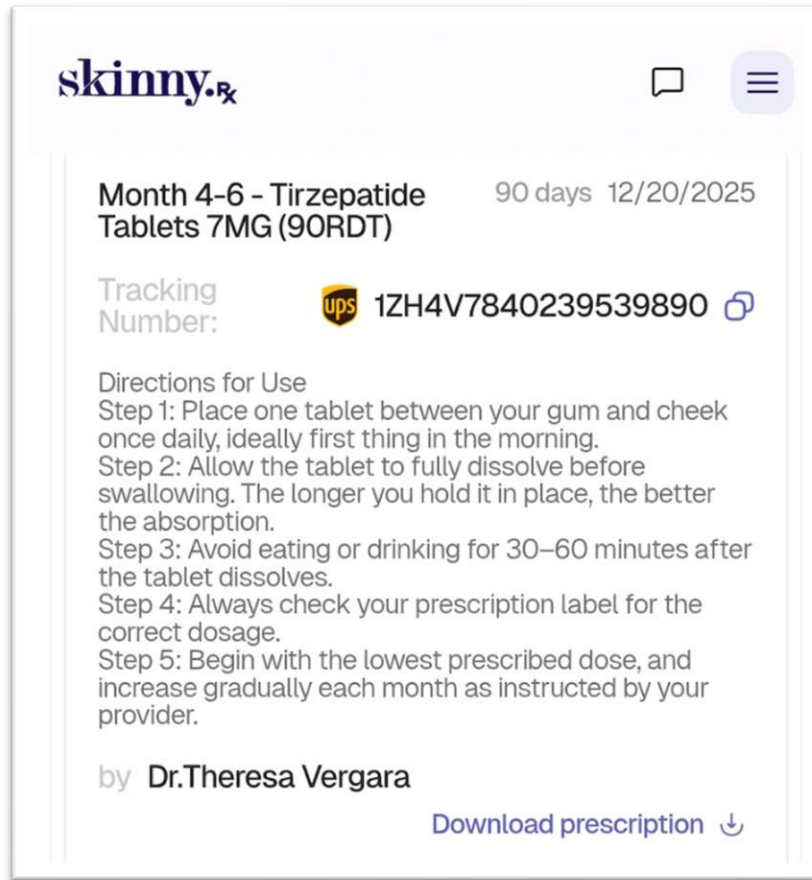 skinny.Rx
Month 4-6 - Tirzepatide
Tablets 7MG (90RDT)
90 days 12/20/2025
Tracking
Number:
ups 1ZH4V7840239539890
Directions for Use
Step 1: Place one tablet between your gum and cheek
once daily, ideally first thing in the morning.
Step 2: Allow the tablet to fully dissolve before
swallowing. The longer you hold it in place, the better
the absorption.
Step 3: Avoid eating or drinking for 30–60 minutes after
the tablet dissolves.
Step 4: Always check your prescription label for the
correct dosage.
Step 5: Begin with the lowest prescribed dose, and
increase gradually each month as instructed by your
provider.
by Dr.Theresa Vergara
Download prescription